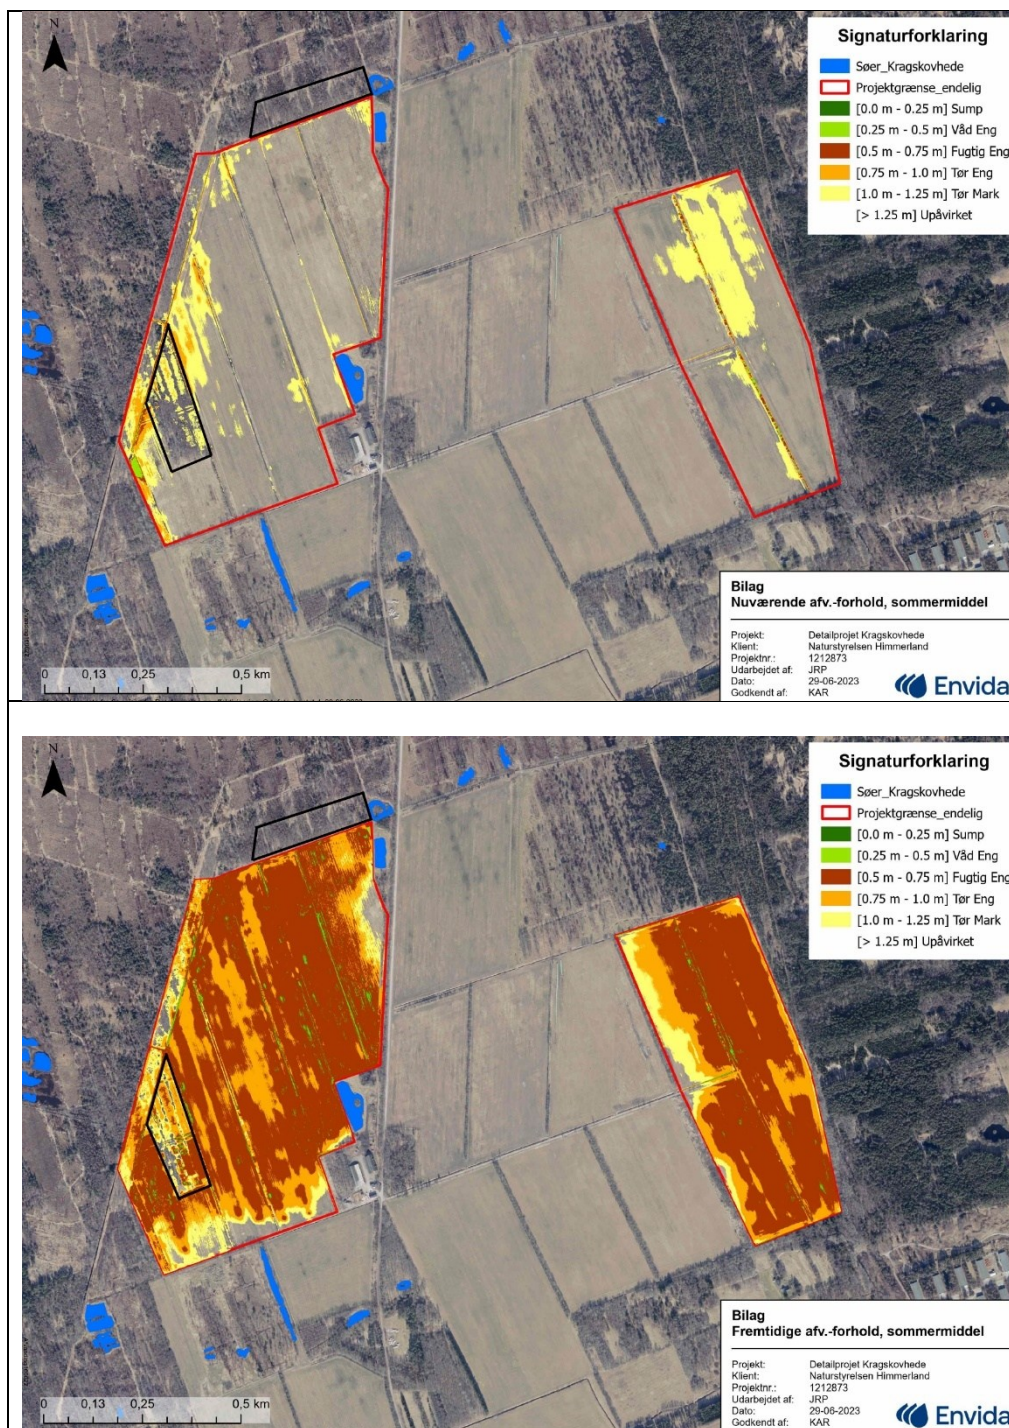 N
Signaturforklaring
Søer_Kragskovhede
Projektgrænse_endelig
[0.0 m - 0.25 m] Sump
[0.25 m - 0.5 m] Våd Eng
[0.5 m - 0.75 m] Fugtig Eng
[0.75 m - 1.0 m] Tør Eng
[1.0 m - 1.25 m] Tør Mark
[> 1.25 m] Upåvirket
Bilag
Nuværende afv.-forhold, sommermiddel
Projekt: Detailprojet Kragskovhede
Klient: Naturstyrelsen Himmerland
Projektnr.: 1212873
Udarbejdet af: JRP
Dato: 29-06-2023
Godkendt af: KAR
Envida
0 0,13 0,25 0,5 km
N
Signaturforklaring
Søer_Kragskovhede
Projektgrænse_endelig
[0.0 m - 0.25 m] Sump
[0.25 m - 0.5 m] Våd Eng
[0.5 m - 0.75 m] Fugtig Eng
[0.75 m - 1.0 m] Tør Eng
[1.0 m - 1.25 m] Tør Mark
[> 1.25 m] Upåvirket
Bilag
Fremtidige afv.-forhold, sommermiddel
Projekt: Detailprojet Kragskovhede
Klient: Naturstyrelsen Himmerland
Projektnr.: 1212873
Udarbejdet af: JRP
Dato: 29-06-2023
Godkendt af: KAR
Envida
0 0,13 0,25 0,5 km